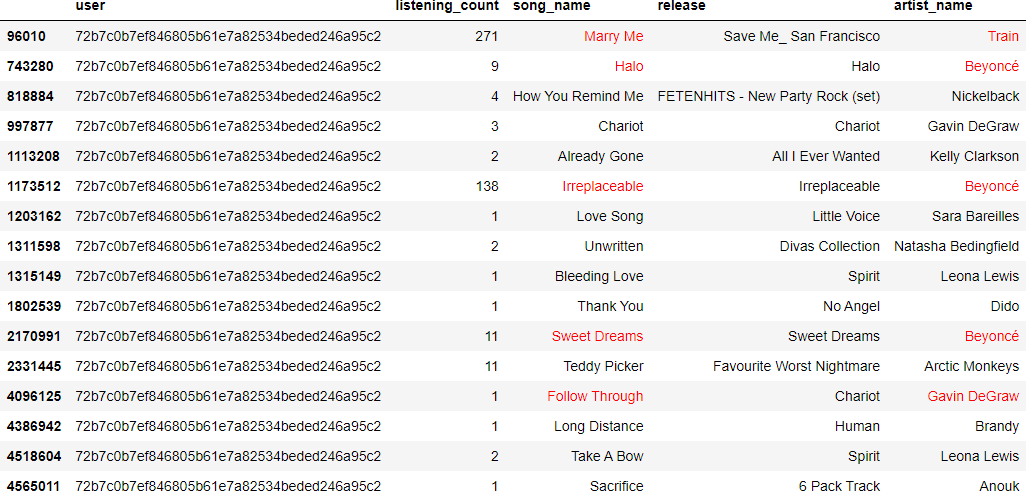 user listening_count song_name release artist_name
96010 72b7c0b7ef846805b61e7a82534beded246a95c2 271 Marry Me Save Me_ San Francisco Train
743280 72b7c0b7ef846805b61e7a82534beded246a95c2 9 Halo Halo Beyoncé
818884 72b7c0b7ef846805b61e7a82534beded246a95c2 4 How You Remind Me FETENHITS - New Party Rock (set) Nickelback
997877 72b7c0b7ef846805b61e7a82534beded246a95c2 3 Chariot Chariot Gavin DeGraw
1113208 72b7c0b7ef846805b61e7a82534beded246a95c2 2 Already Gone All I Ever Wanted Kelly Clarkson
1173512 72b7c0b7ef846805b61e7a82534beded246a95c2 138 Irreplaceable Irreplaceable Beyoncé
1203162 72b7c0b7ef846805b61e7a82534beded246a95c2 1 Love Song Little Voice Sara Bareilles
1311598 72b7c0b7ef846805b61e7a82534beded246a95c2 2 Unwritten Divas Collection Natasha Bedingfield
1315149 72b7c0b7ef846805b61e7a82534beded246a95c2 1 Bleeding Love Spirit Leona Lewis
1802539 72b7c0b7ef846805b61e7a82534beded246a95c2 1 Thank You No Angel Dido
2170991 72b7c0b7ef846805b61e7a82534beded246a95c2 11 Sweet Dreams Sweet Dreams Beyoncé
2331445 72b7c0b7ef846805b61e7a82534beded246a95c2 11 Teddy Picker Favourite Worst Nightmare Arctic Monkeys
4096125 72b7c0b7ef846805b61e7a82534beded246a95c2 1 Follow Through Chariot Gavin DeGraw
4386942 72b7c0b7ef846805b61e7a82534beded246a95c2 1 Long Distance Human Brandy
4518604 72b7c0b7ef846805b61e7a82534beded246a95c2 2 Take A Bow Spirit Leona Lewis
4565011 72b7c0b7ef846805b61e7a82534beded246a95c2 1 Sacrifice 6 Pack Track Anouk